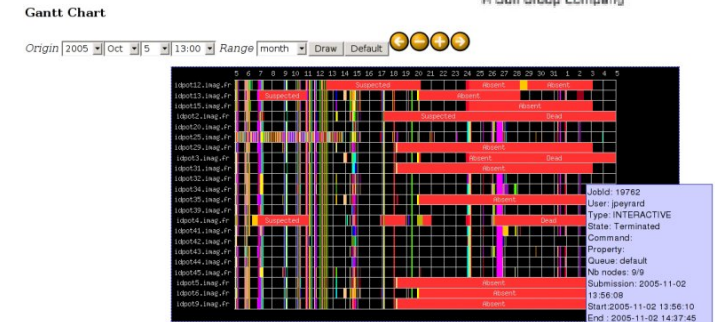 A Bull Group Company
Gantt Chart
Origin 2005 Oct 5 13:00 Range month Draw Default
5 6 7 8 9 10 11 12 13 14 15 16 17 18 19 20 21 22 23 24 25 26 27 28 29 30 31 1 2 3 4 5
idpot12.imag.fr Suspected Absent Absent
idpot13.imag.fr Suspected Absent
idpot15.imag.fr Absent
idpot2.imag.fr Suspected Dead
idpot20.imag.fr
idpot25.imag.fr
idpot29.imag.fr Absent
idpot3.imag.fr Absent Dead
idpot31.imag.fr Absent
idpot32.imag.fr
idpot34.imag.fr
idpot35.imag.fr Absent
idpot39.imag.fr
idpot4.imag.fr Suspected Dead
idpot41.imag.fr
idpot42.imag.fr
idpot43.imag.fr
idpot44.imag.fr
idpot45.imag.fr
idpot5.imag.fr Absent
idpot6.imag.fr Absent
idpot9.imag.fr Absent
JobId: 19762
User: jpeyrard
Type: INTERACTIVE
State: Terminated
Command:
Property:
Queue: default
Nb nodes: 9/9
Submission: 2005-11-02
13:56:08
Start:2005-11-02 13:56:10
End : 2005-11-02 14:37:45